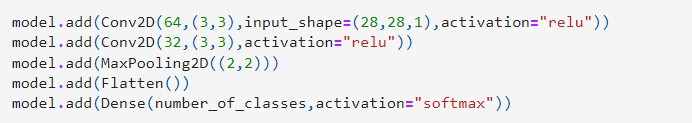 model.add(Conv2D(64,(3,3),input_shape=(28,28,1),activation="relu"))
model.add(Conv2D(32,(3,3),activation="relu"))
model.add(MaxPooling2D((2,2)))
model.add(Flatten())
model.add(Dense(number_of_classes,activation="softmax"))